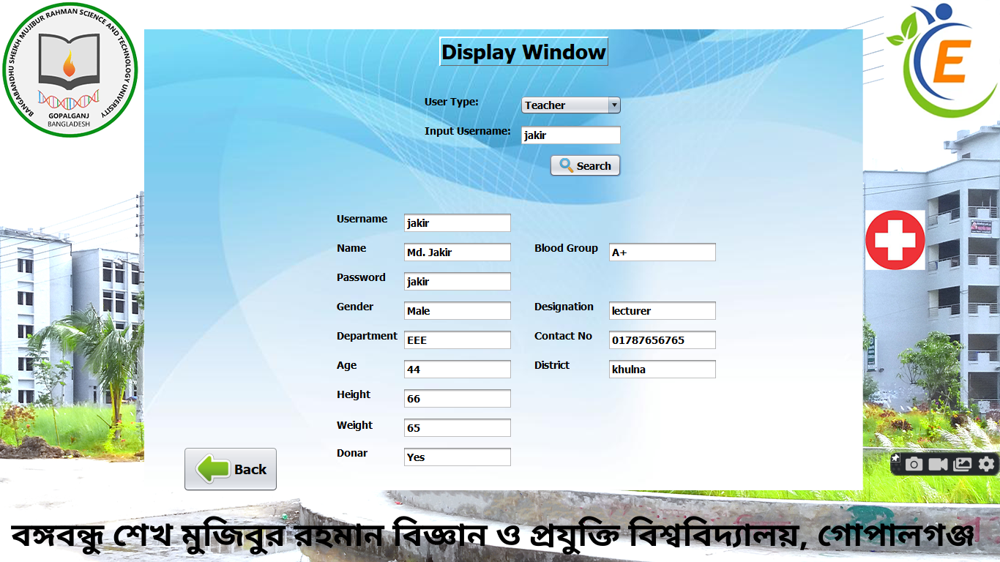 BANGABANDHU SHEIKH MUJIBUR RAHMAN SCIENCE AND TECHNOLOGY UNIVERSITY
GOPALGANJ
BANGLADESH
E
Display Window
User Type: Teacher
Input Username: jakir
Search
Username jakir
Name Md. Jakir Blood Group A+
Password jakir
Gender Male Designation lecturer
Department EEE Contact No 01787656765
Age 44 District khulna
Height 66
Weight 65
Donar Yes
Back
বঙ্গবন্ধু শেখ মুজিবুর রহমান বিজ্ঞান ও প্রযুক্তি বিশ্ববিদ্যালয়, গোপালগঞ্জ